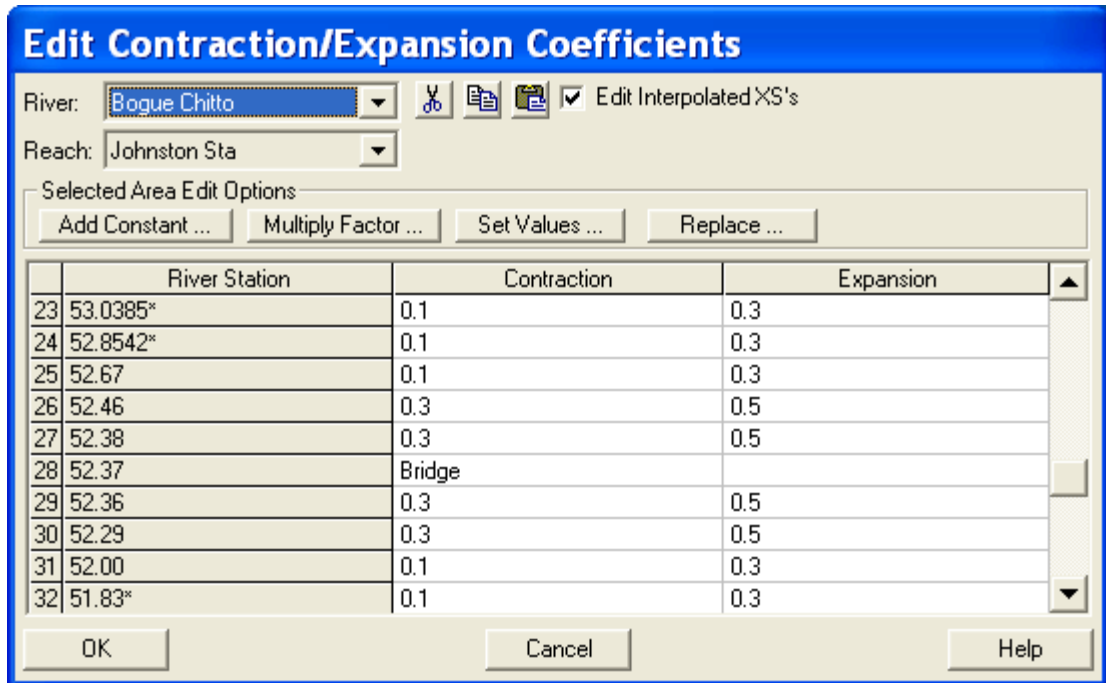 Edit Contraction/Expansion Coefficients
River: Bogue Chitto Edit Interpolated XS's
Reach: Johnston Sta
Selected Area Edit Options
Add Constant ... Multiply Factor ... Set Values ... Replace ...
River Station Contraction Expansion
23 53.0385* 0.1 0.3
24 52.8542* 0.1 0.3
25 52.67 0.1 0.3
26 52.46 0.3 0.5
27 52.38 0.3 0.5
28 52.37 Bridge
29 52.36 0.3 0.5
30 52.29 0.3 0.5
31 52.00 0.1 0.3
32 51.83* 0.1 0.3
OK Cancel Help